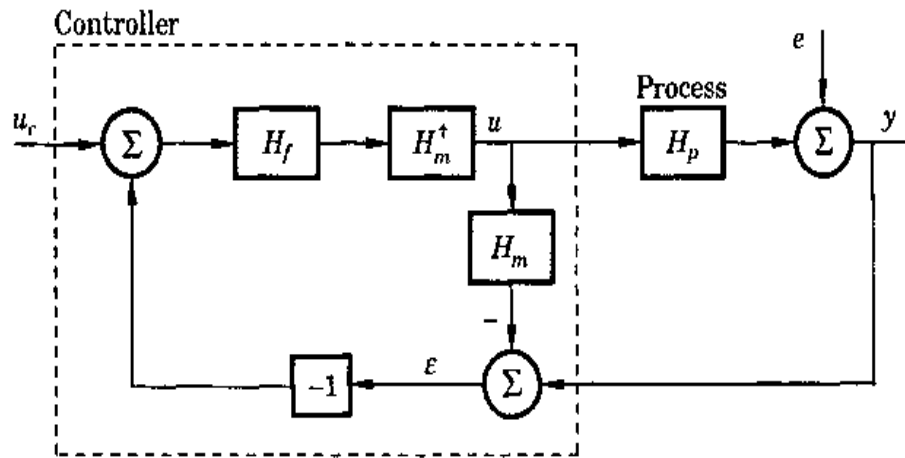 Controller
e
Process
u_r
Σ
H_f
H_m^†
u
H_p
Σ
y
H_m
−
−1
ε
Σ